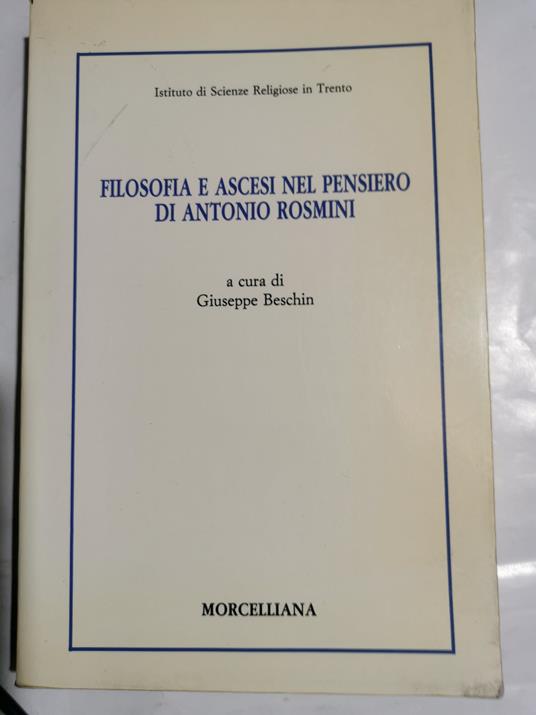 Istituto di Scienze Religiose in Trento
FILOSOFIA E ASCESI NEL PENSIERO
DI ANTONIO ROSMINI
a cura di
Giuseppe Beschin
MORCELLIANA